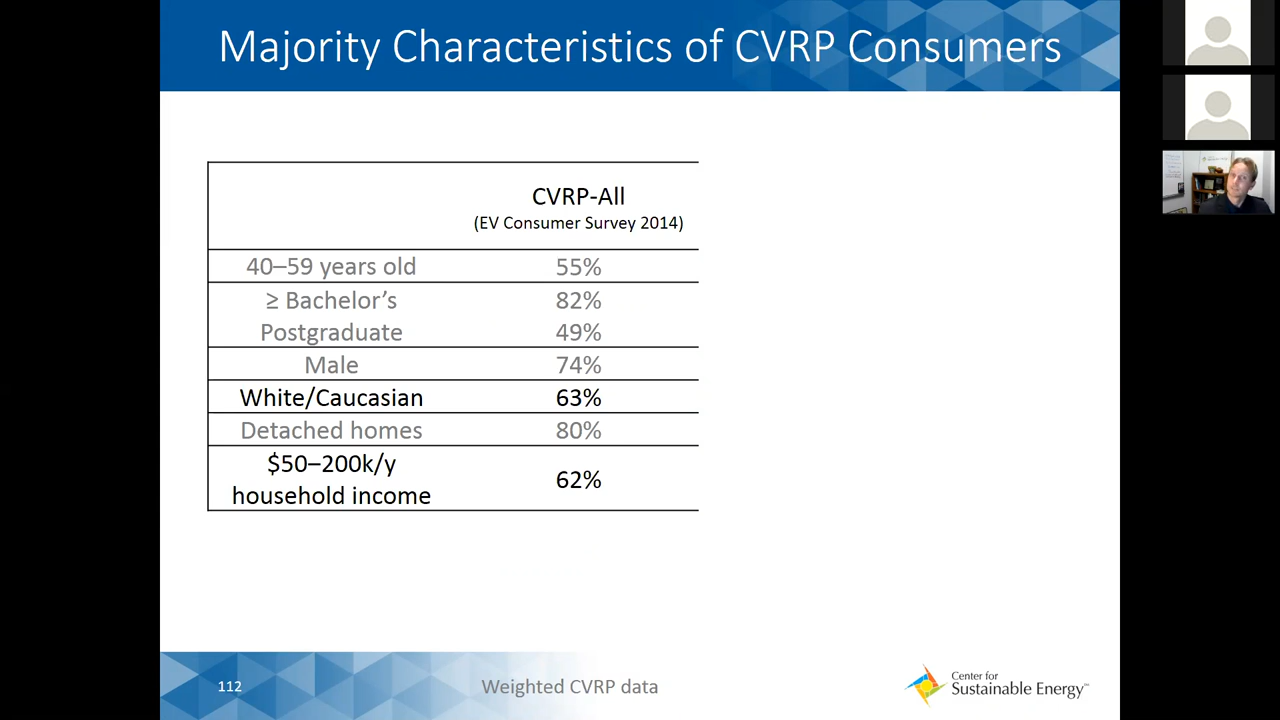 Majority Characteristics of CVRP Consumers
CVRP-All
(EV Consumer Survey 2014)
40–59 years old 55%
≥ Bachelor’s 82%
Postgraduate 49%
Male 74%
White/Caucasian 63%
Detached homes 80%
$50–200k/y
household income 62%
112
Weighted CVRP data
Center for
Sustainable Energy™